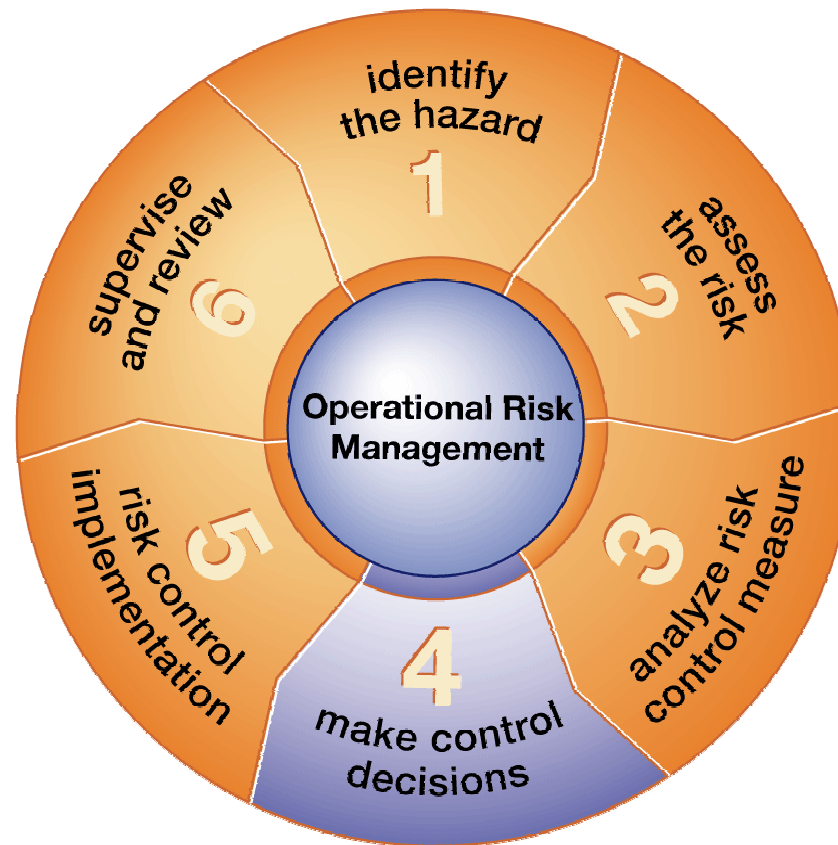 Operational Risk
Management
1
identify
the hazard
2
assess
the risk
3
analyze risk
control measure
4
make control
decisions
5
risk control
implementation
6
supervise
and review